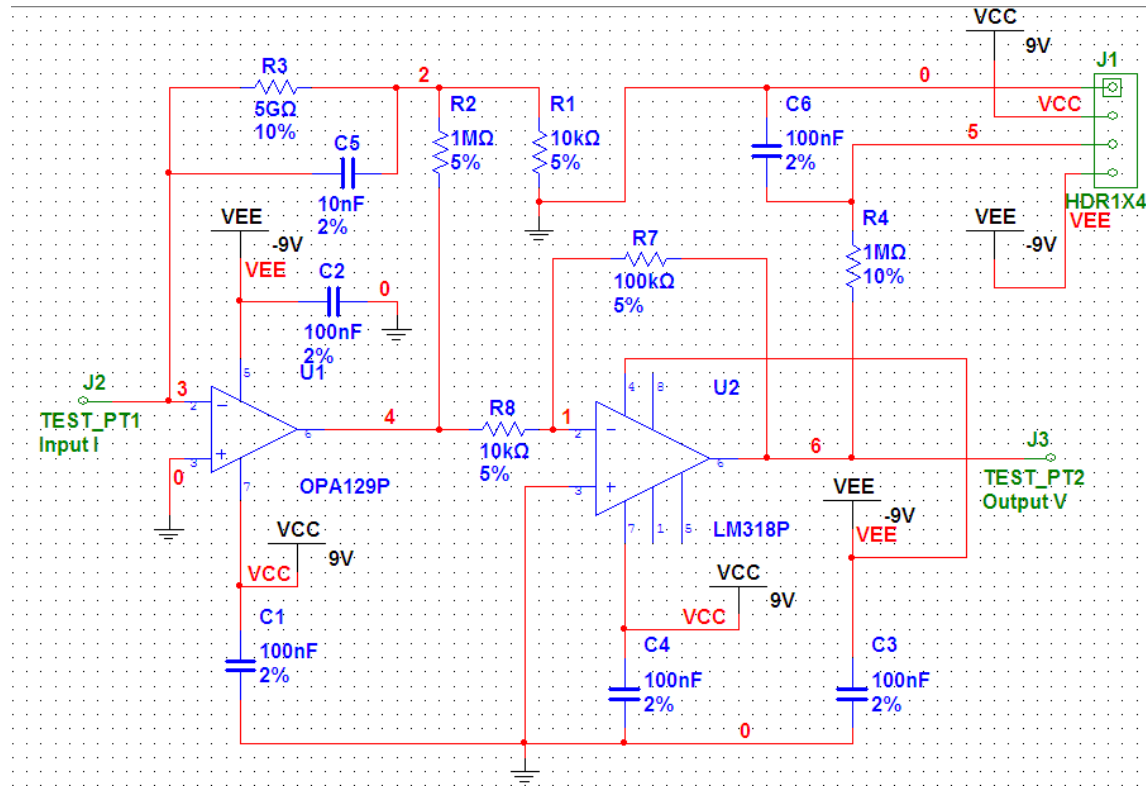 VCC
9V
J1
R3
2
0
5GΩ
10%
R2
R1
C6
VCC
1MΩ
5%
10kΩ
5%
100nF
2%
5
C5
10nF
2%
HDR1X4
VEE
-9V
VEE
R4
VEE
-9V
VEE
1MΩ
10%
R7
C2
0
100kΩ
5%
100nF
2%
5
U1
J2
3
2
4
8
U2
TEST_PT1
Input I
4
R8
1
2
6
J3
6
6
10kΩ
5%
3
0
3
TEST_PT2
Output V
7
OPA129P
VEE
-9V
VEE
7
1
5
LM318P
VCC
9V
VCC
VCC
9V
VCC
C1
100nF
2%
C4
100nF
2%
C3
100nF
2%
0